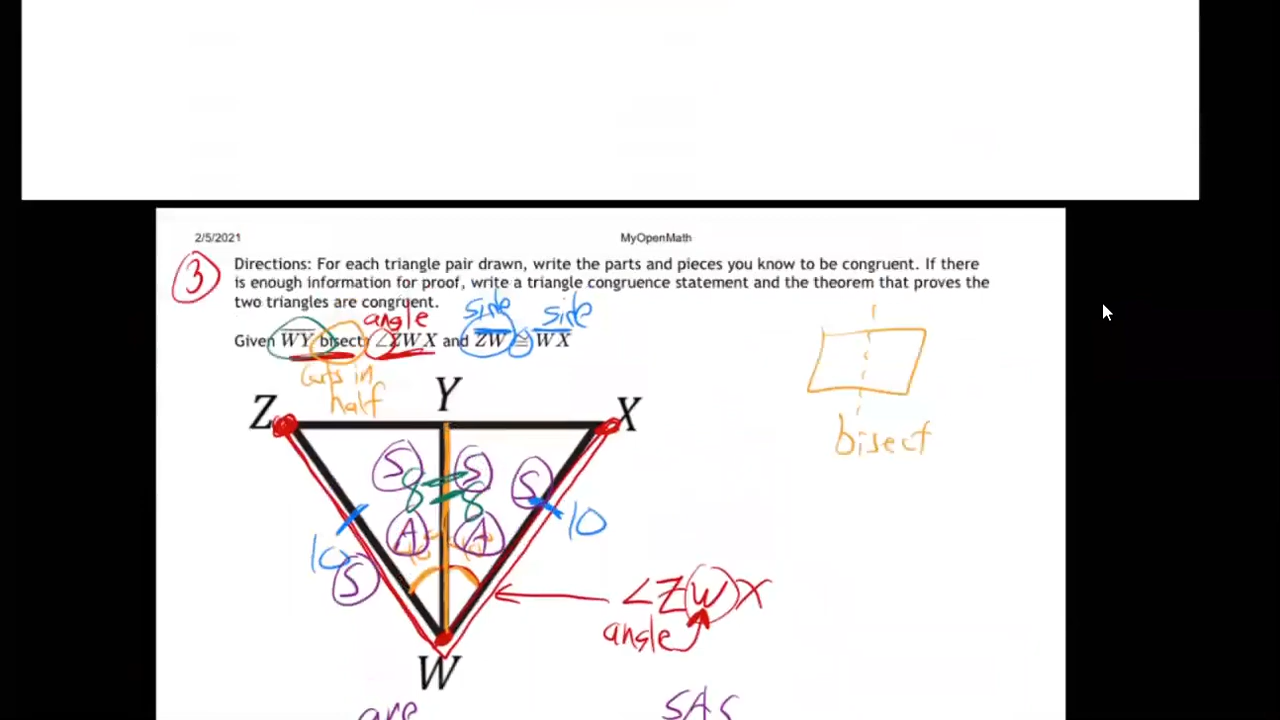 2/5/2021
MyOpenMath
3
Directions: For each triangle pair drawn, write the parts and pieces you know to be congruent. If there
is enough information for proof, write a triangle congruence statement and the theorem that proves the
two triangles are congruent.
angle side side
Given WY bisects ∠ZWX and ZW ≅ WX
cuts in
half
bisect
Z Y X
S S S
8 8
10 10
A A
S
∠ZWX
angle
W
are
SAS